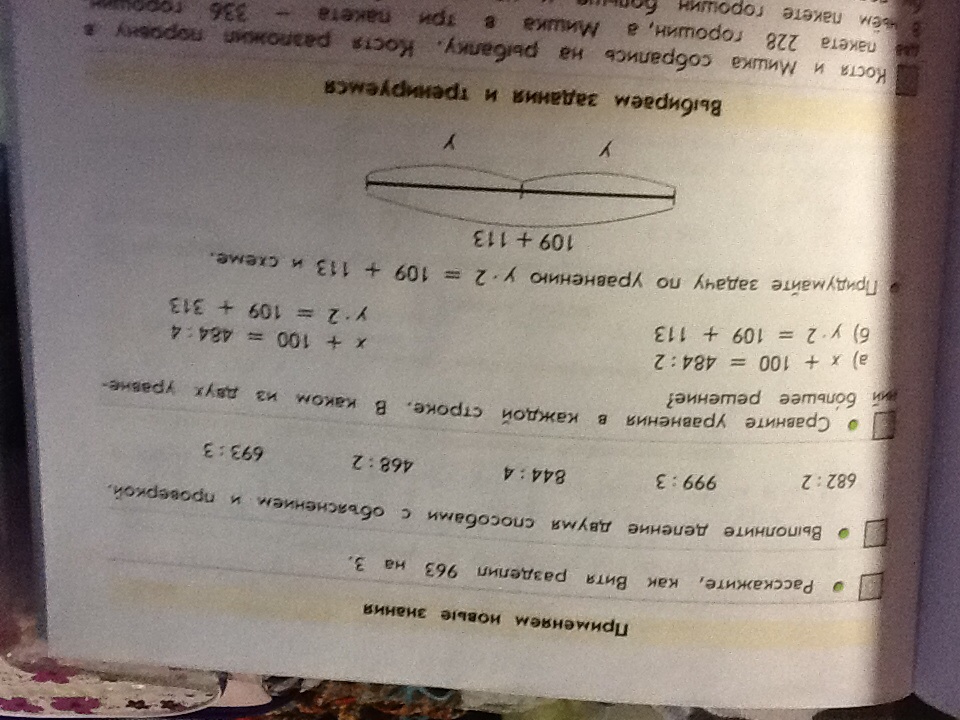 Применяем новые знания
Расскажите, как Витя разделил 963 на 3.
Выполните деление двумя способами с объяснением и проверкой.
682 : 2 999 : 3 844 : 4 468 : 2 693 : 3
Сравните уравнения в каждой строке. В каком из двух уравне-
ний бо́льшее решение?
а) x + 100 = 484 : 2 x + 100 = 484 : 4
б) y · 2 = 109 + 113 y · 2 = 109 + 313
Придумайте задачу по уравнению y · 2 = 109 + 113 и схеме.
109 + 113
y y
Выбираем задания и тренируемся
Костя и Мишка собрались на рыбалку. Костя разложил поровну в
два пакета 228 горошин, а Мишка в три пакета – 336 горошин.
В чьём пакете горошин больше и